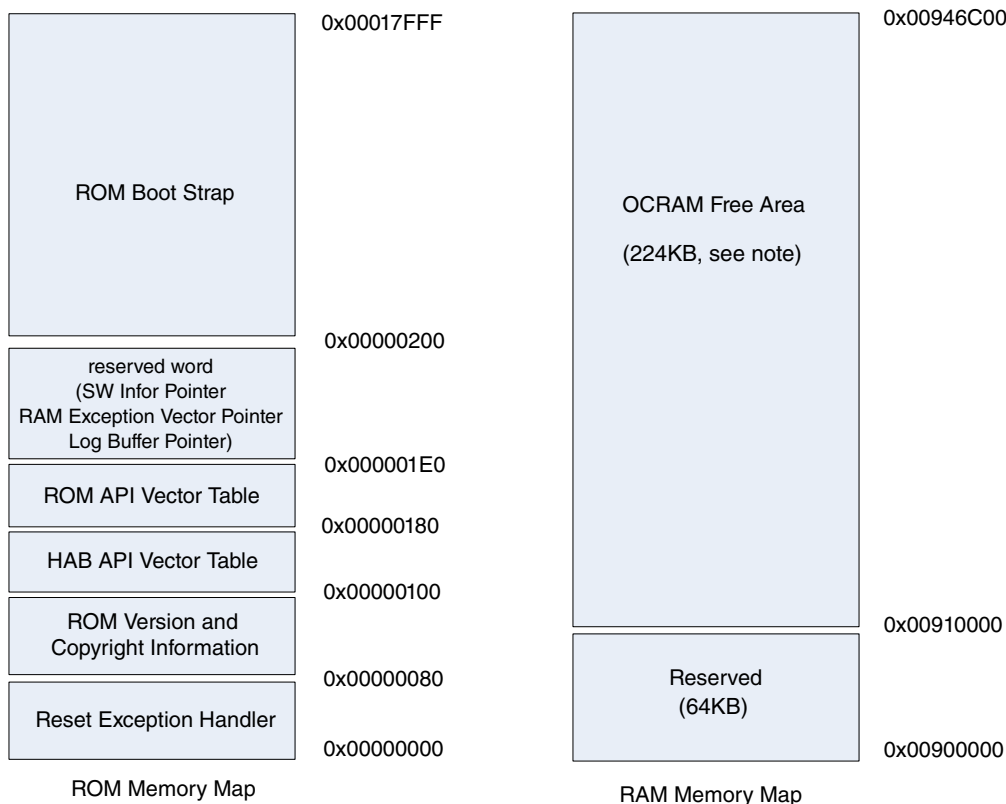 0x00017FFF
ROM Boot Strap
0x00000200
reserved word
(SW Infor Pointer
RAM Exception Vector Pointer
Log Buffer Pointer)
0x000001E0
ROM API Vector Table
0x00000180
HAB API Vector Table
0x00000100
ROM Version and
Copyright Information
0x00000080
Reset Exception Handler
0x00000000
ROM Memory Map
0x00946C00
OCRAM Free Area
(224KB, see note)
0x00910000
Reserved
(64KB)
0x00900000
RAM Memory Map